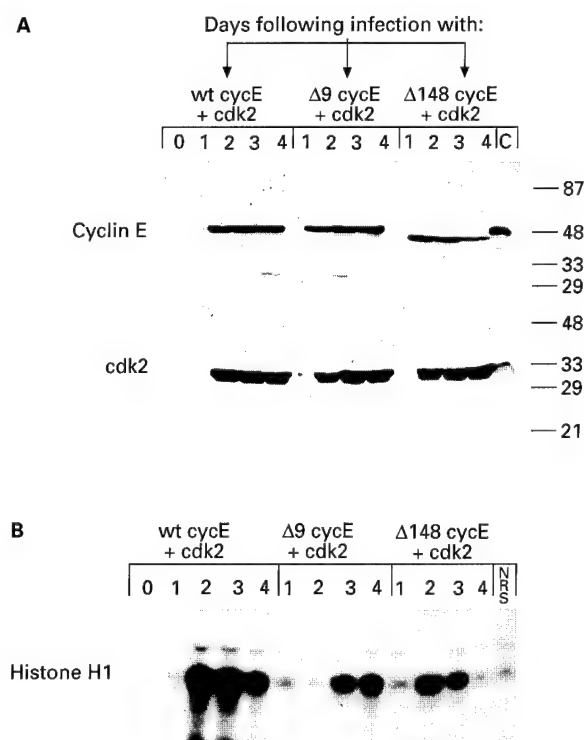 A
Days following infection with:
wt cycE Δ9 cycE Δ148 cycE
+ cdk2 + cdk2 + cdk2
0 1 2 3 4 1 2 3 4 1 2 3 4 C
87
Cyclin E 48
33
29
48
cdk2 33
29
21
B
wt cycE Δ9 cycE Δ148 cycE
+ cdk2 + cdk2 + cdk2
0 1 2 3 4 1 2 3 4 1 2 3 4 NRS
Histone H1